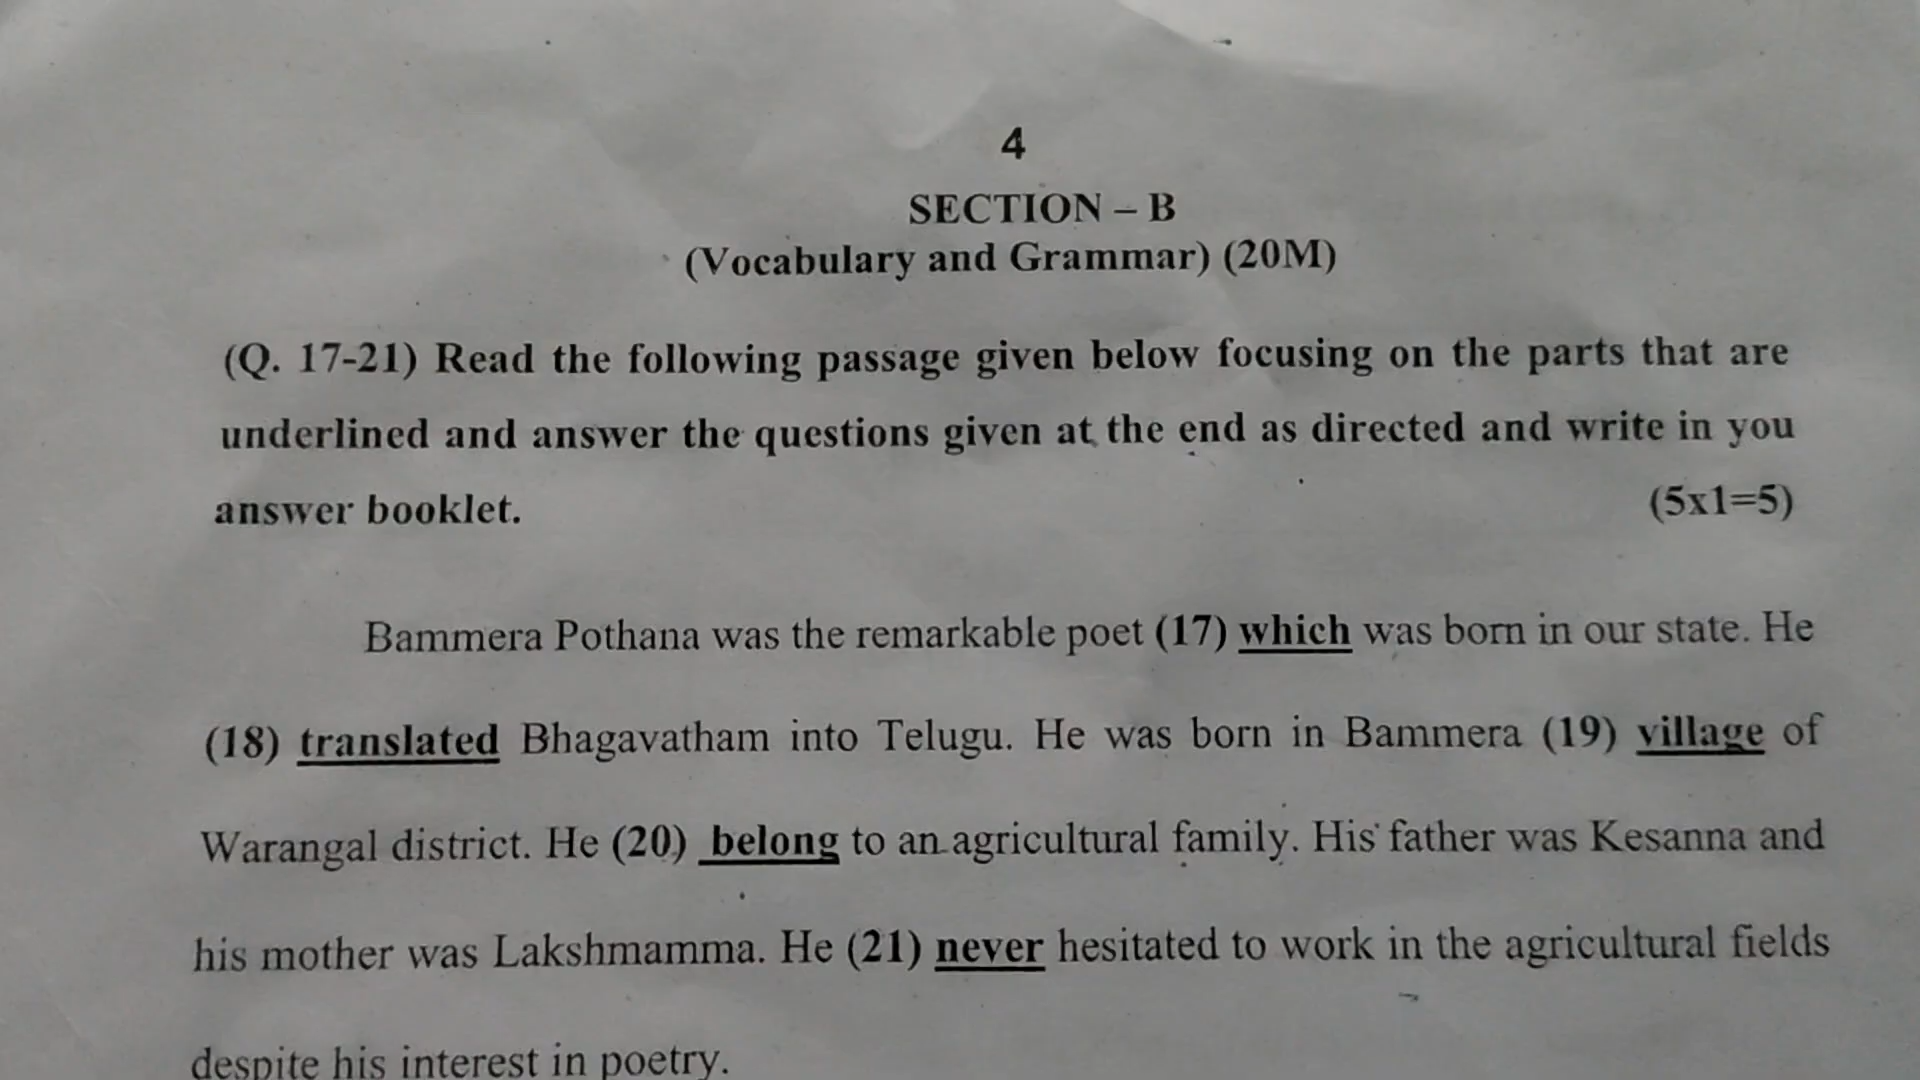 4
SECTION – B
(Vocabulary and Grammar) (20M)
(Q. 17-21) Read the following passage given below focusing on the parts that are
underlined and answer the questions given at the end as directed and write in you
answer booklet. (5x1=5)
Bammera Pothana was the remarkable poet (17) which was born in our state. He
(18) translated Bhagavatham into Telugu. He was born in Bammera (19) village of
Warangal district. He (20) belong to an agricultural family. His father was Kesanna and
his mother was Lakshmamma. He (21) never hesitated to work in the agricultural fields
despite his interest in poetry.